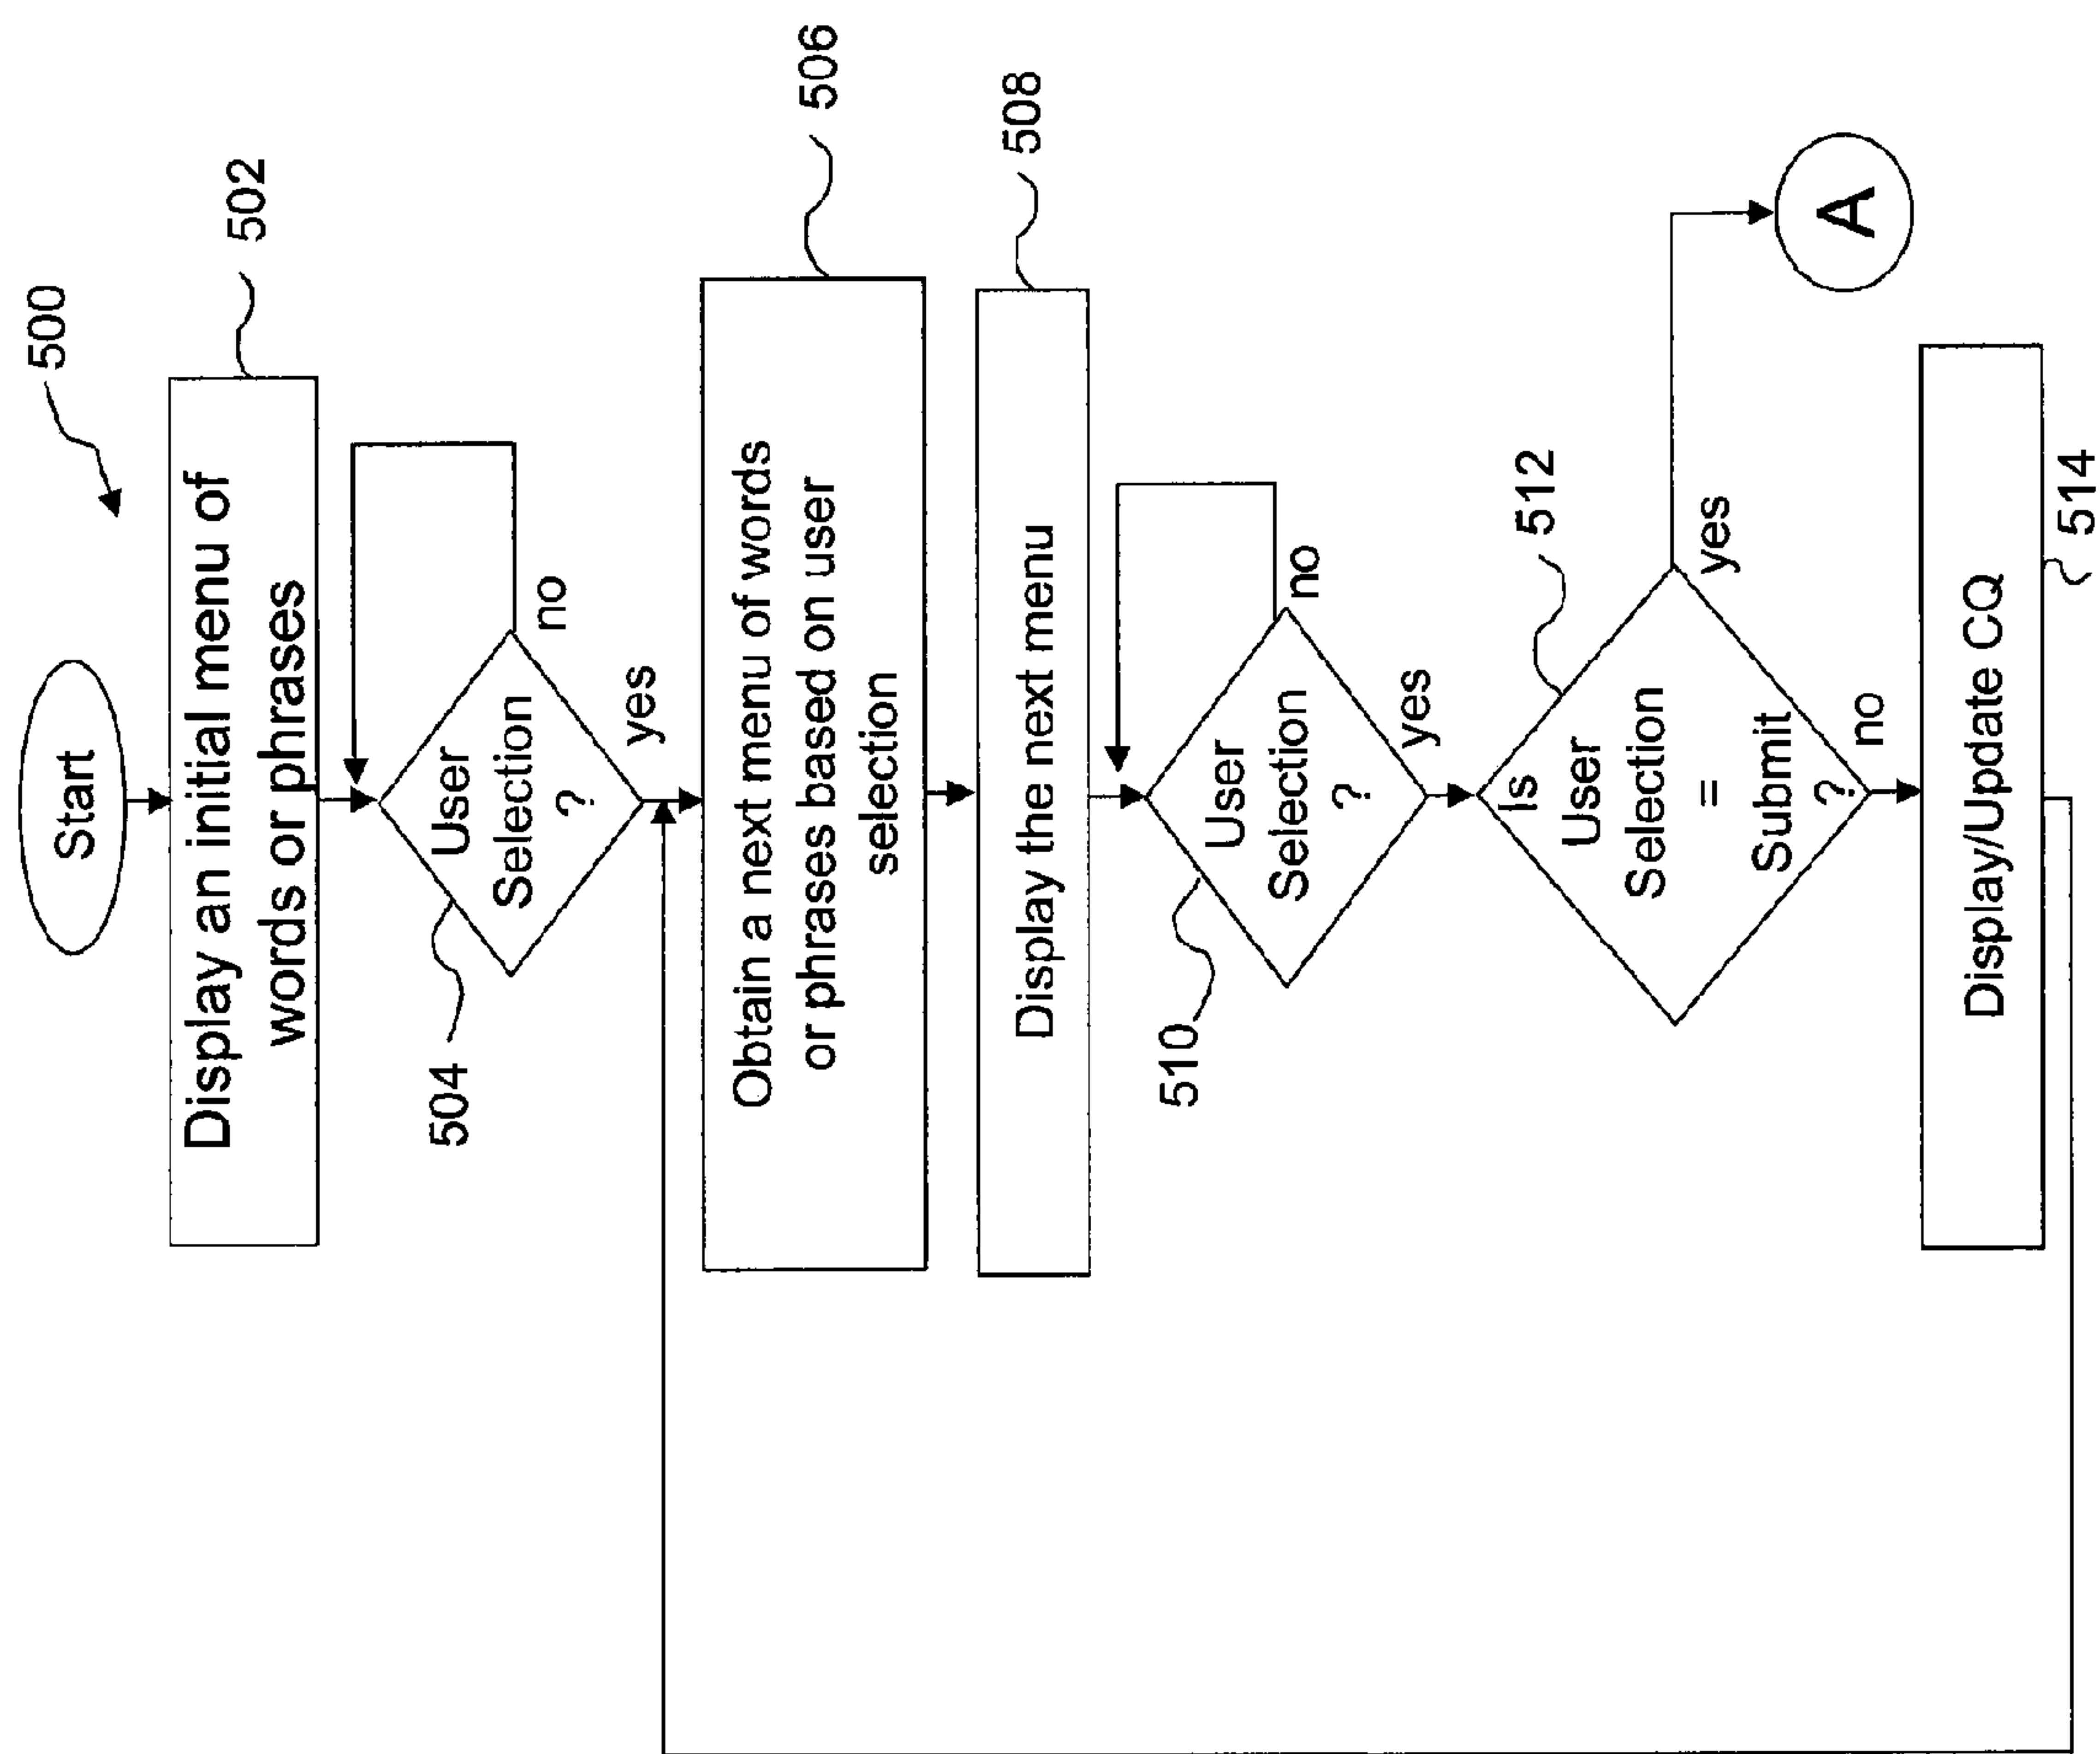 Start
500
Display an initial menu of
words or phrases
502
User
Selection
?
504
no
yes
Obtain a next menu of words
or phrases based on user
selection
506
Display the next menu
508
User
Selection
?
510
no
yes
Is
User
Selection
=
Submit
?
512
yes
A
no
Display/Update CQ
514